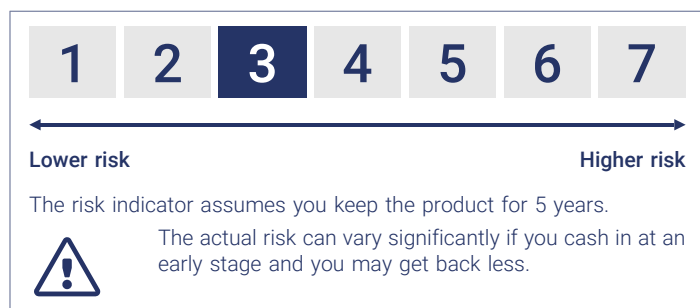 1 2 3 4 5 6 7
Lower risk Higher risk
The risk indicator assumes you keep the product for 5 years.
The actual risk can vary significantly if you cash in at an
early stage and you may get back less.